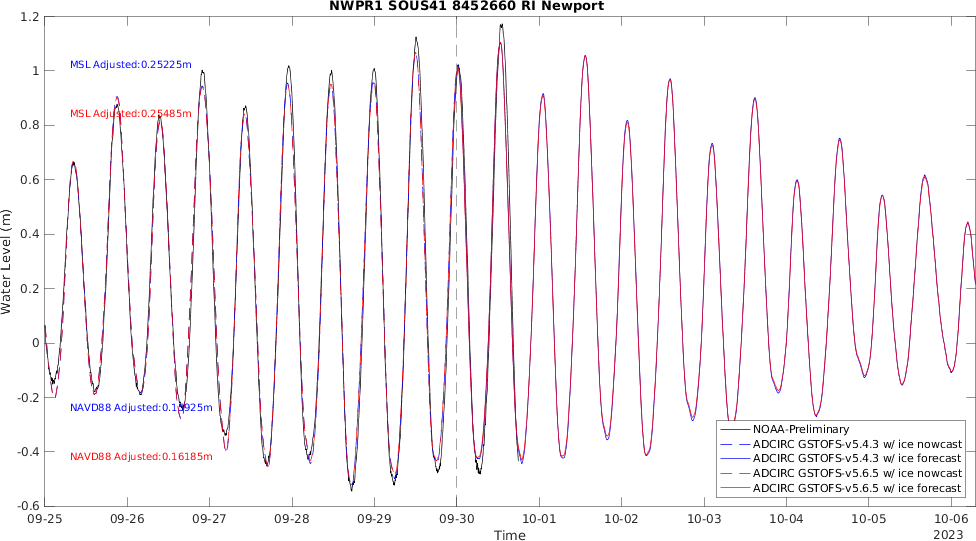 NWPR1 SOUS41 8452660 RI Newport
1.2
1
0.8
0.6
0.4
0.2
0
-0.2
-0.4
-0.6
Water Level (m)
MSL Adjusted:0.25225m
MSL Adjusted:0.25485m
NAVD88 Adjusted:0.15925m
NAVD88 Adjusted:0.16185m
NOAA-Preliminary
ADCIRC GSTOFS-v5.4.3 w/ ice nowcast
ADCIRC GSTOFS-v5.4.3 w/ ice forecast
ADCIRC GSTOFS-v5.6.5 w/ ice nowcast
ADCIRC GSTOFS-v5.6.5 w/ ice forecast
09-25 09-26 09-27 09-28 09-29 09-30 10-01 10-02 10-03 10-04 10-05 10-06
Time
2023